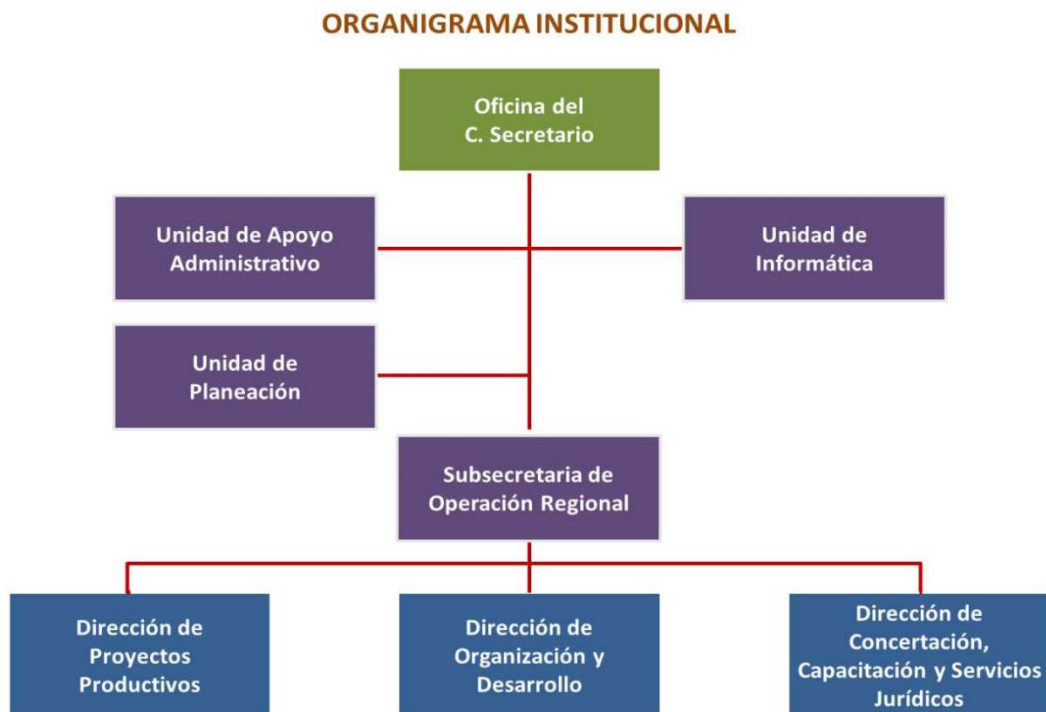 ORGANIGRAMA INSTITUCIONAL
Oficina del
C. Secretario
Unidad de Apoyo
Administrativo
Unidad de
Informática
Unidad de
Planeación
Subsecretaria de
Operación Regional
Dirección de
Proyectos
Productivos
Dirección de
Organización y
Desarrollo
Dirección de
Concertación,
Capacitación y Servicios
Jurídicos